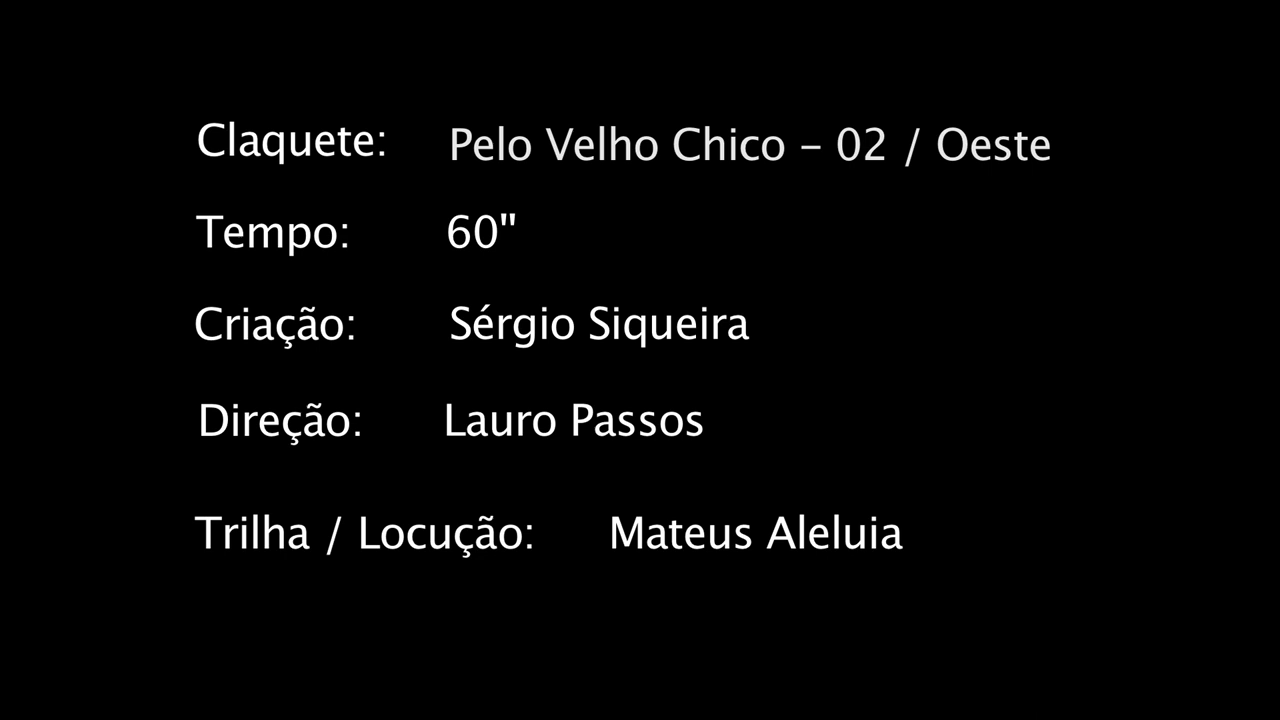 Claquete: Pelo Velho Chico - 02 / Oeste
Tempo: 60"
Criação: Sérgio Siqueira
Direção: Lauro Passos
Trilha / Locução: Mateus Aleluia